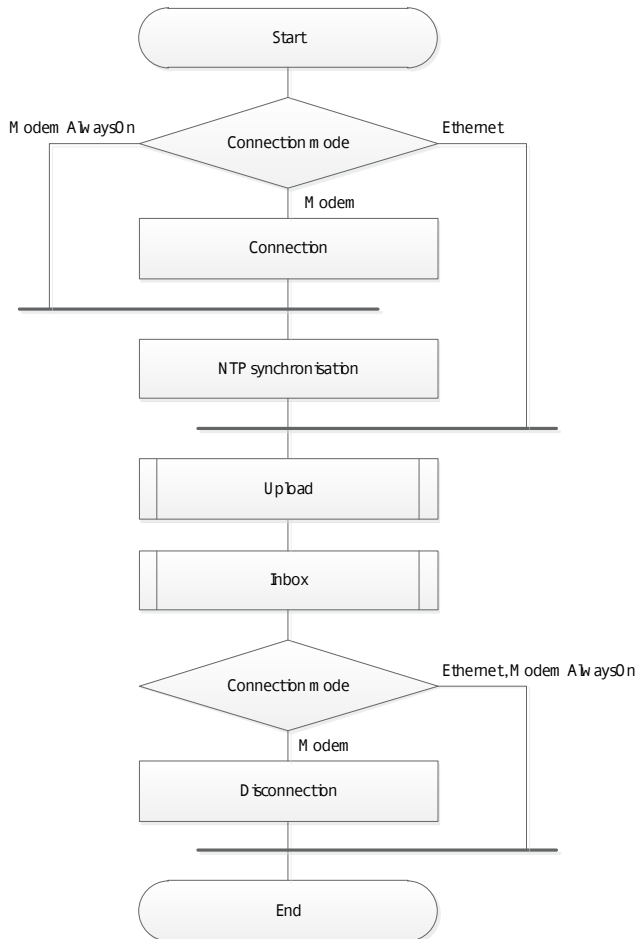 Start
Modem AlwaysOn
Connection mode
Ethernet
Modem
Connection
NTP synchronisation
Upload
Inbox
Connection mode
Ethernet, Modem AlwaysOn
Modem
Disconnection
End